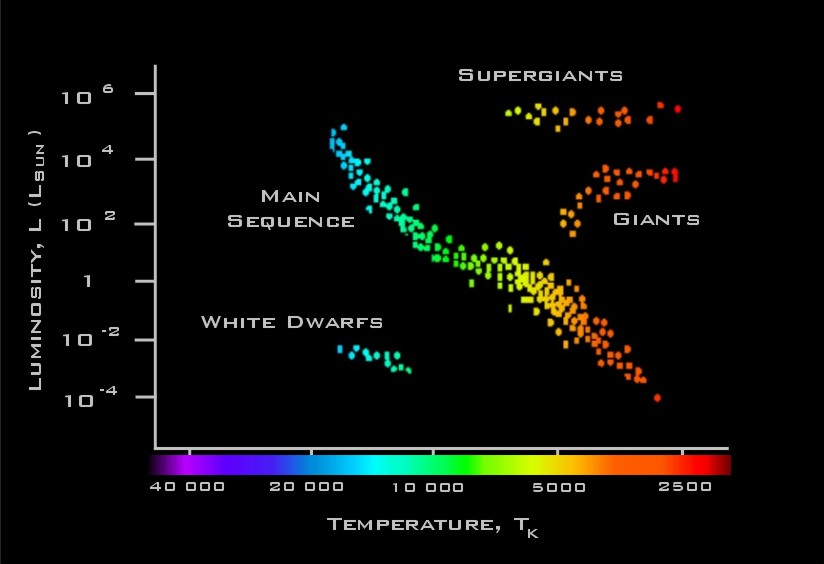 SUPERGIANTS
10 6
10 4
MAIN
SEQUENCE
10 2
GIANTS
1
WHITE DWARFS
10 -2
10 -4
LUMINOSITY, L (LSUN)
40 000 20 000 10 000 5000 2500
TEMPERATURE, TK